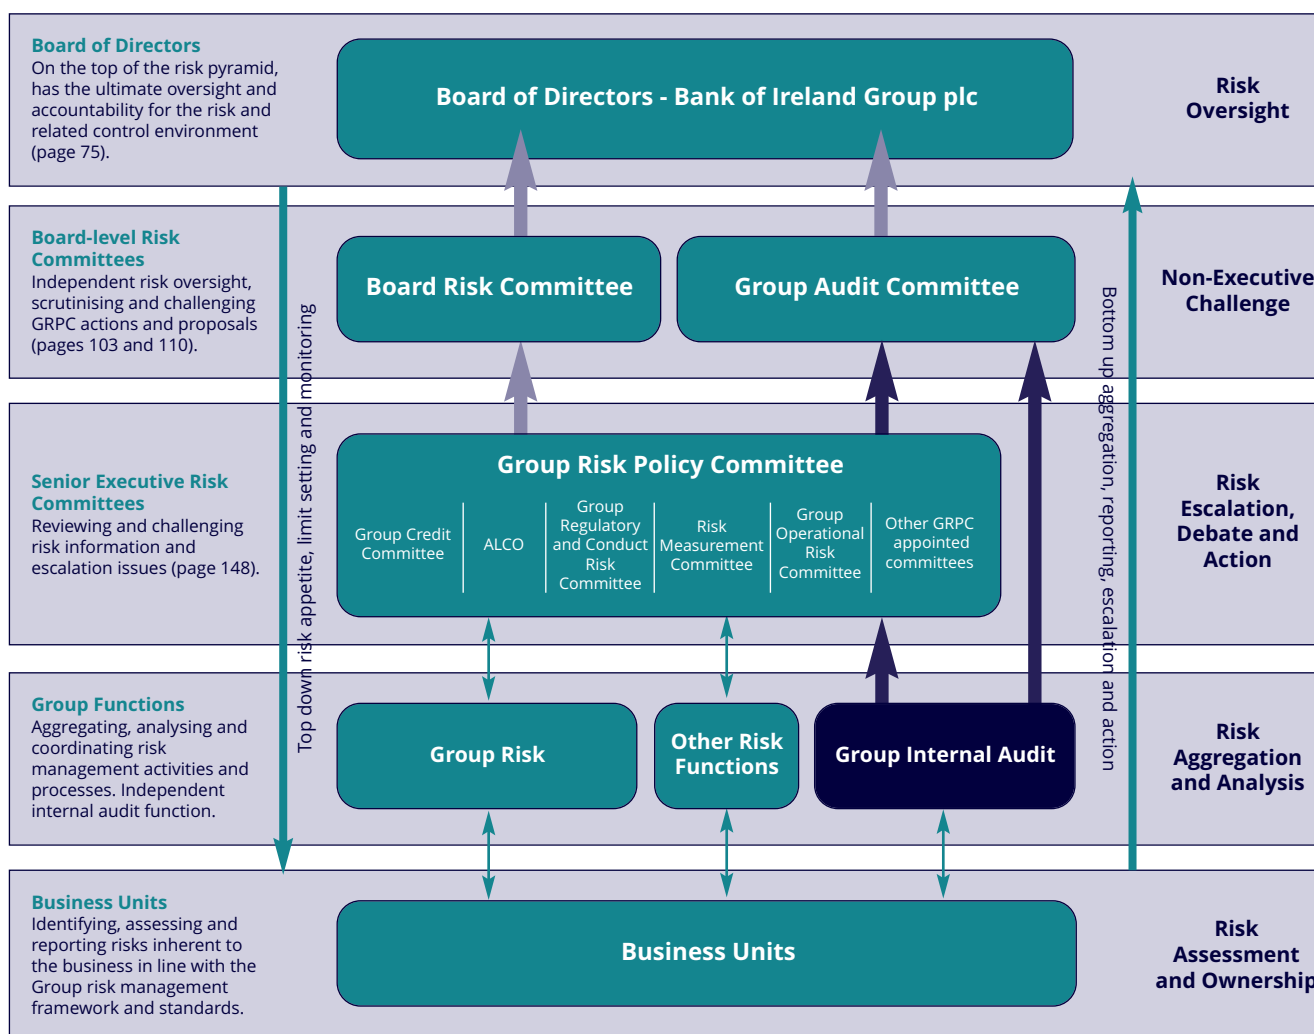 Board of Directors
On the top of the risk pyramid,
has the ultimate oversight and
accountability for the risk and
related control environment
(page 75).
Board of Directors - Bank of Ireland Group plc
Risk
Oversight
Board-level Risk
Committees
Independent risk oversight,
scrutinising and challenging
GRPC actions and proposals
(pages 103 and 110).
Board Risk Committee
Group Audit Committee
Non-Executive
Challenge
Top down risk appetite, limit setting and monitoring
Bottom up aggregation, reporting, escalation and action
Senior Executive Risk
Committees
Reviewing and challenging
risk information and
escalation issues (page 148).
Group Risk Policy Committee
Group Credit
Committee
ALCO
Group
Regulatory
and Conduct
Risk
Committee
Risk
Measurement
Committee
Group
Operational
Risk
Committee
Other GRPC
appointed
committees
Risk
Escalation,
Debate and
Action
Group Functions
Aggregating, analysing and
coordinating risk
management activities and
processes. Independent
internal audit function.
Group Risk
Other Risk
Functions
Group Internal Audit
Risk
Aggregation
and Analysis
Business Units
Identifying, assessing and
reporting risks inherent to
the business in line with the
Group risk management
framework and standards.
Business Units
Risk
Assessment
and Ownership